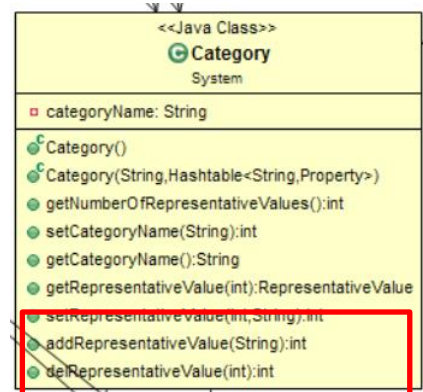 <<Java Class>>
Category
System
categoryName: String
Category()
Category(String,Hashtable<String,Property>)
getNumberOfRepresentativeValues():int
setCategoryName(String):int
getCategoryName():String
getRepresentativeValue(int):RepresentativeValue
setRepresentativeValue(int,String):int
addRepresentativeValue(String):int
delRepresentativeValue(int):int